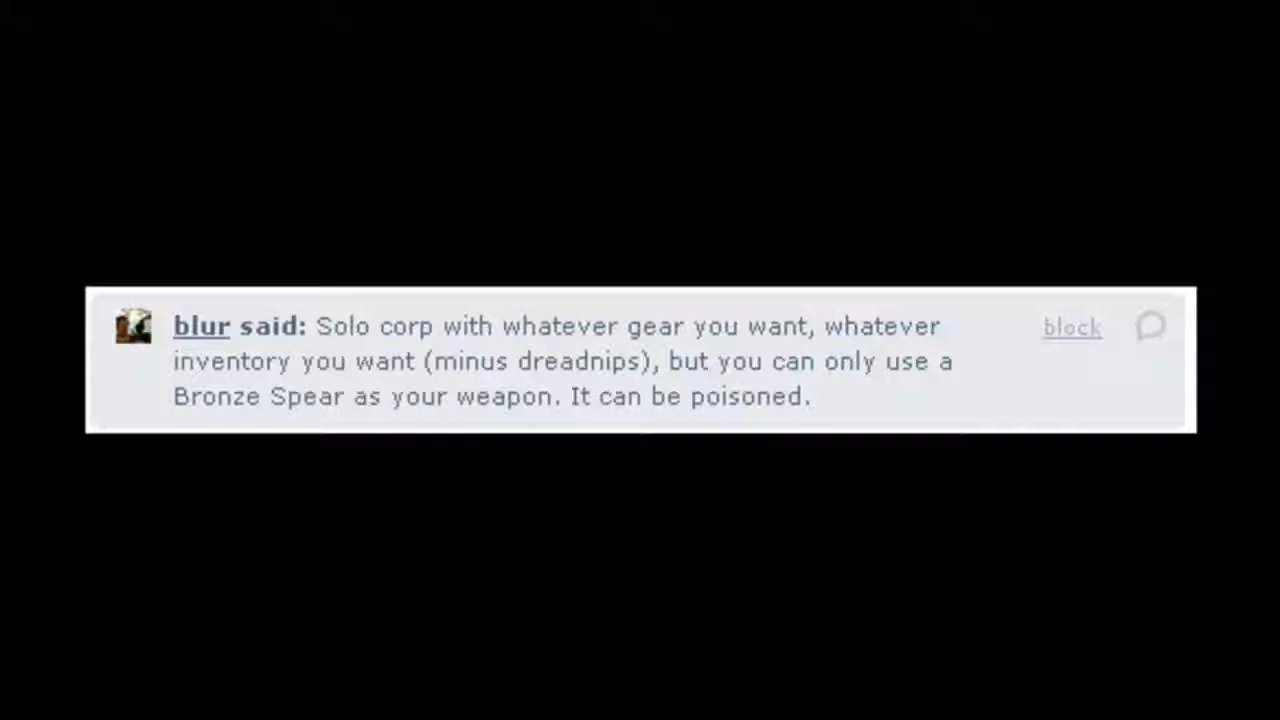 blur said: Solo corp with whatever gear you want, whatever block
inventory you want (minus dreadnips), but you can only use a
Bronze Spear as your weapon. It can be poisoned.